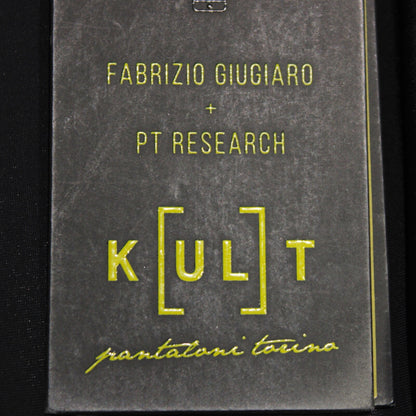 FABRIZIO GIUGIARO
+
PT RESEARCH
K[UL]T
pantaloni torino